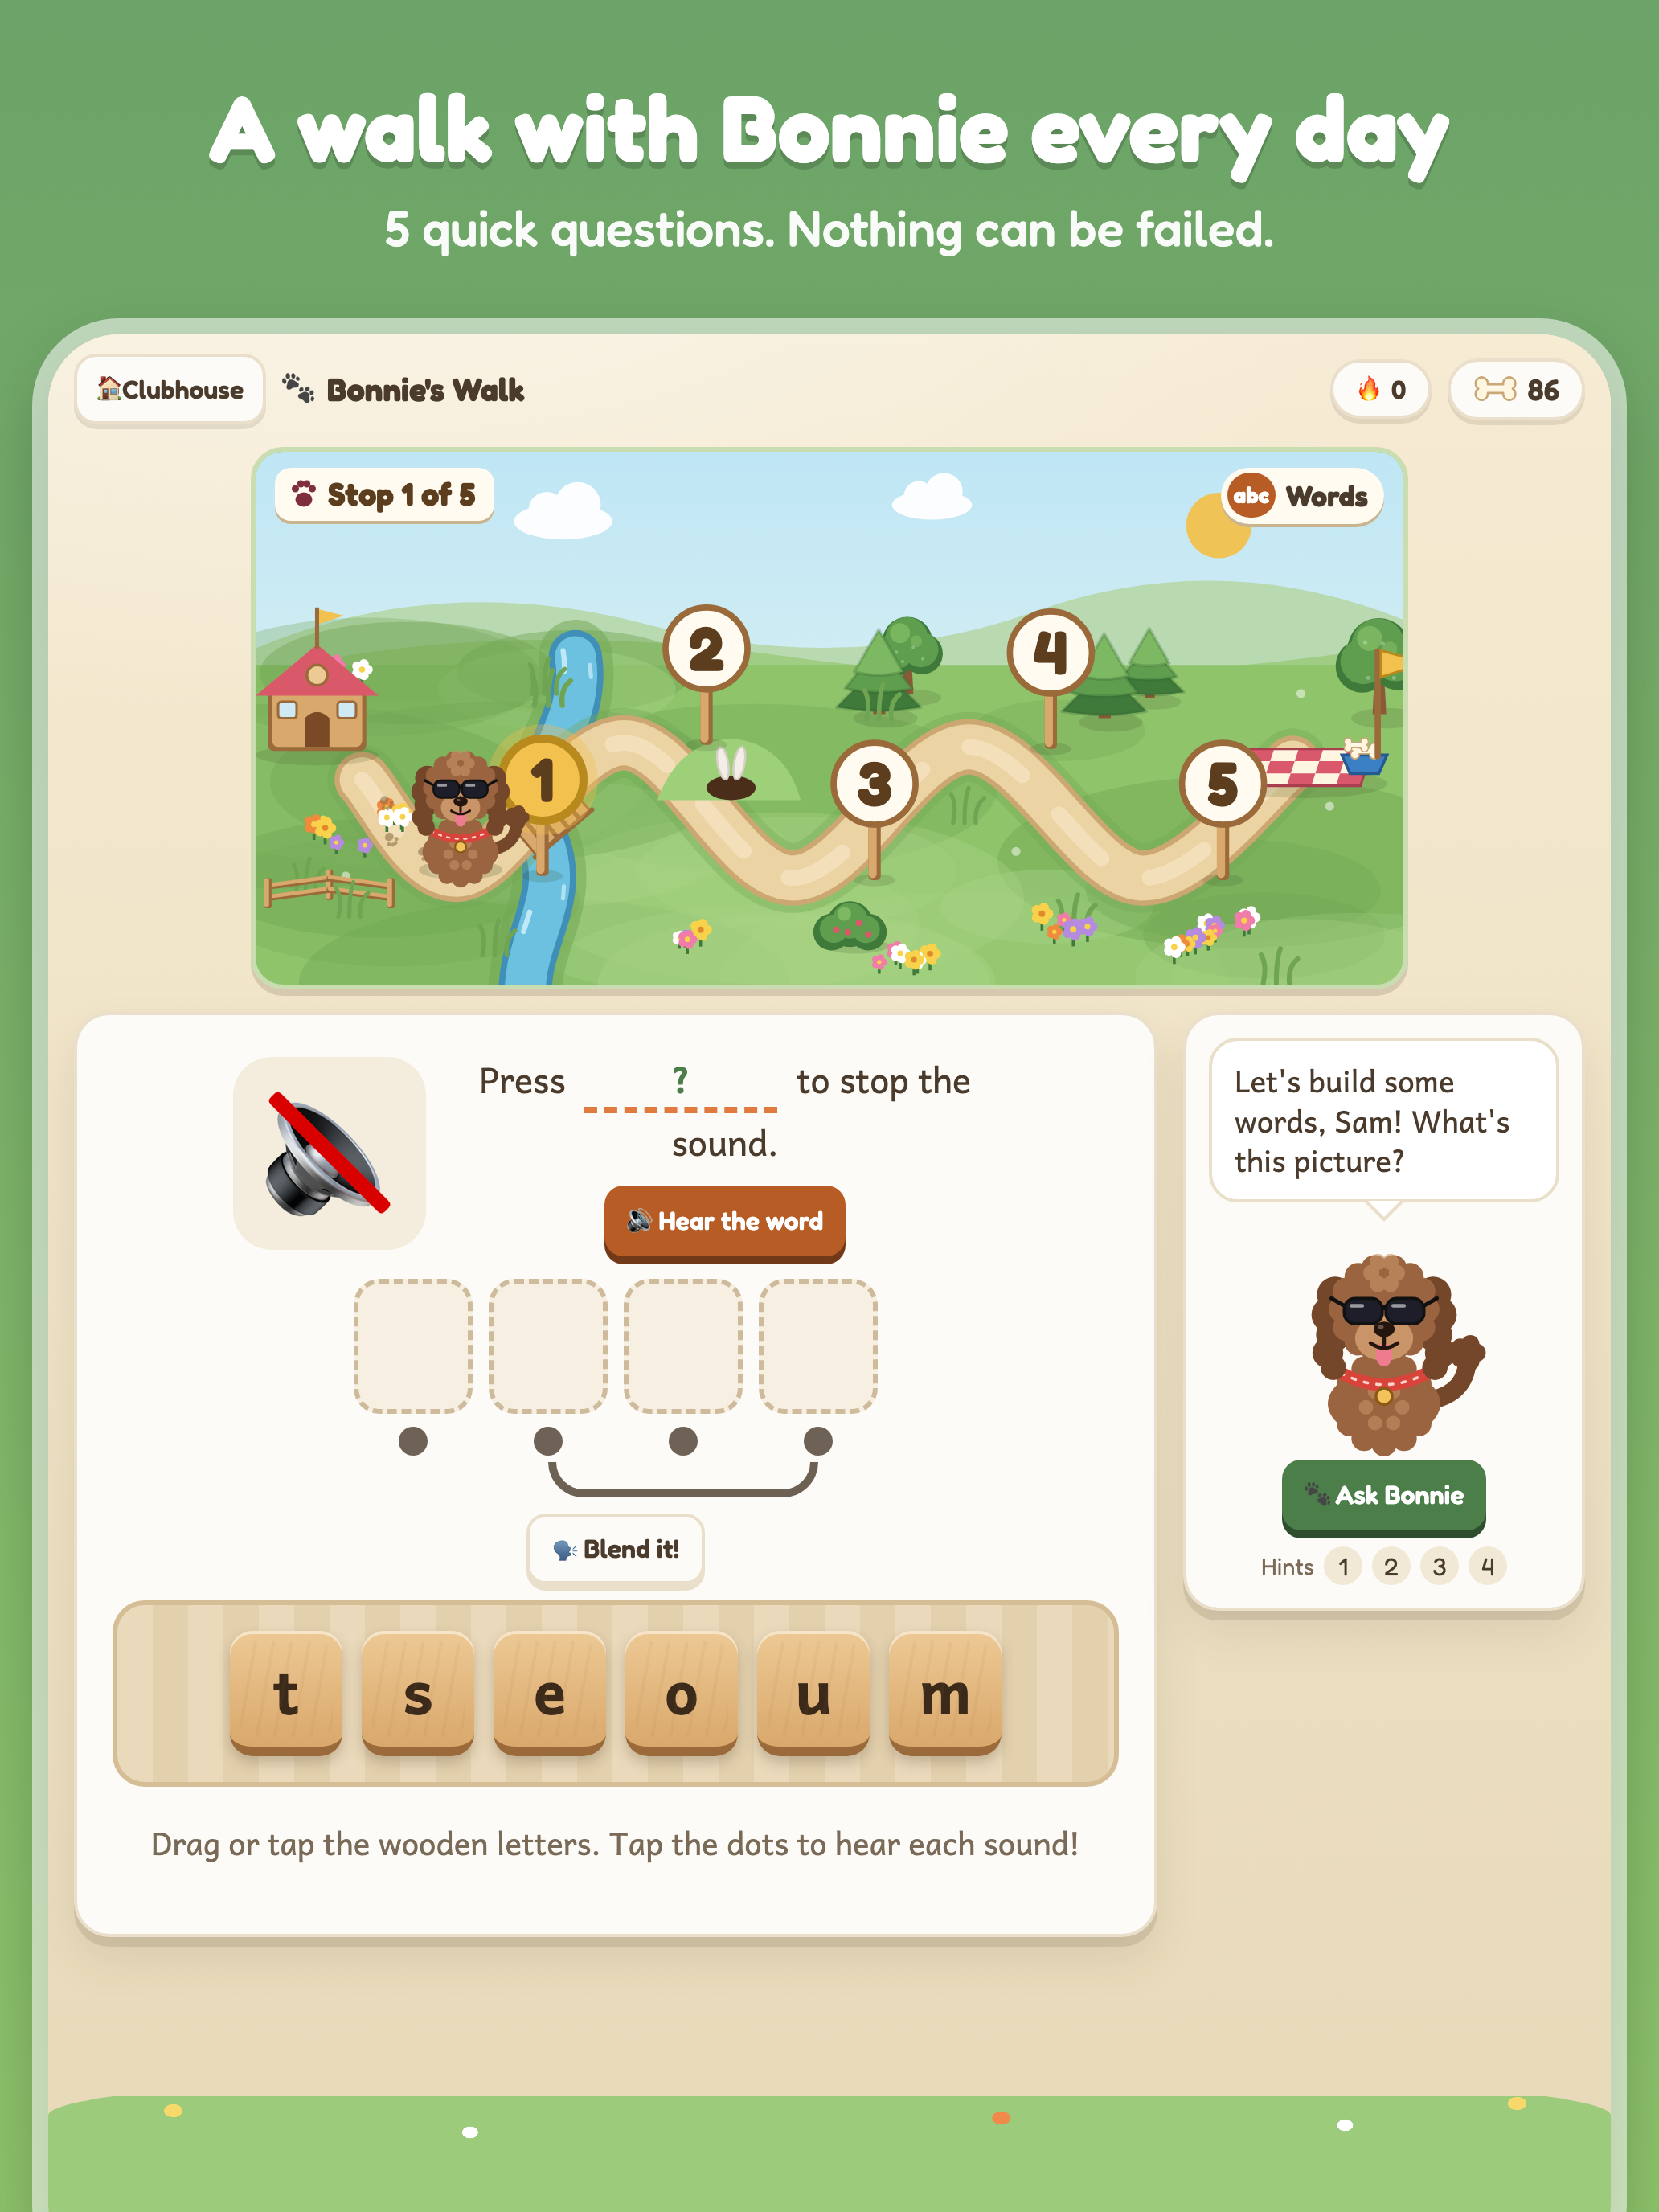 A walk with Bonnie every day
5 quick questions. Nothing can be failed.
Clubhouse
Bonnie's Walk
0
86
Stop 1 of 5
abc Words
1
2
3
4
5
Press ? to stop the
sound.
Hear the word
Blend it!
t s e o u m
Drag or tap the wooden letters. Tap the dots to hear each sound!
Let's build some
words, Sam! What's
this picture?
Ask Bonnie
Hints 1 2 3 4